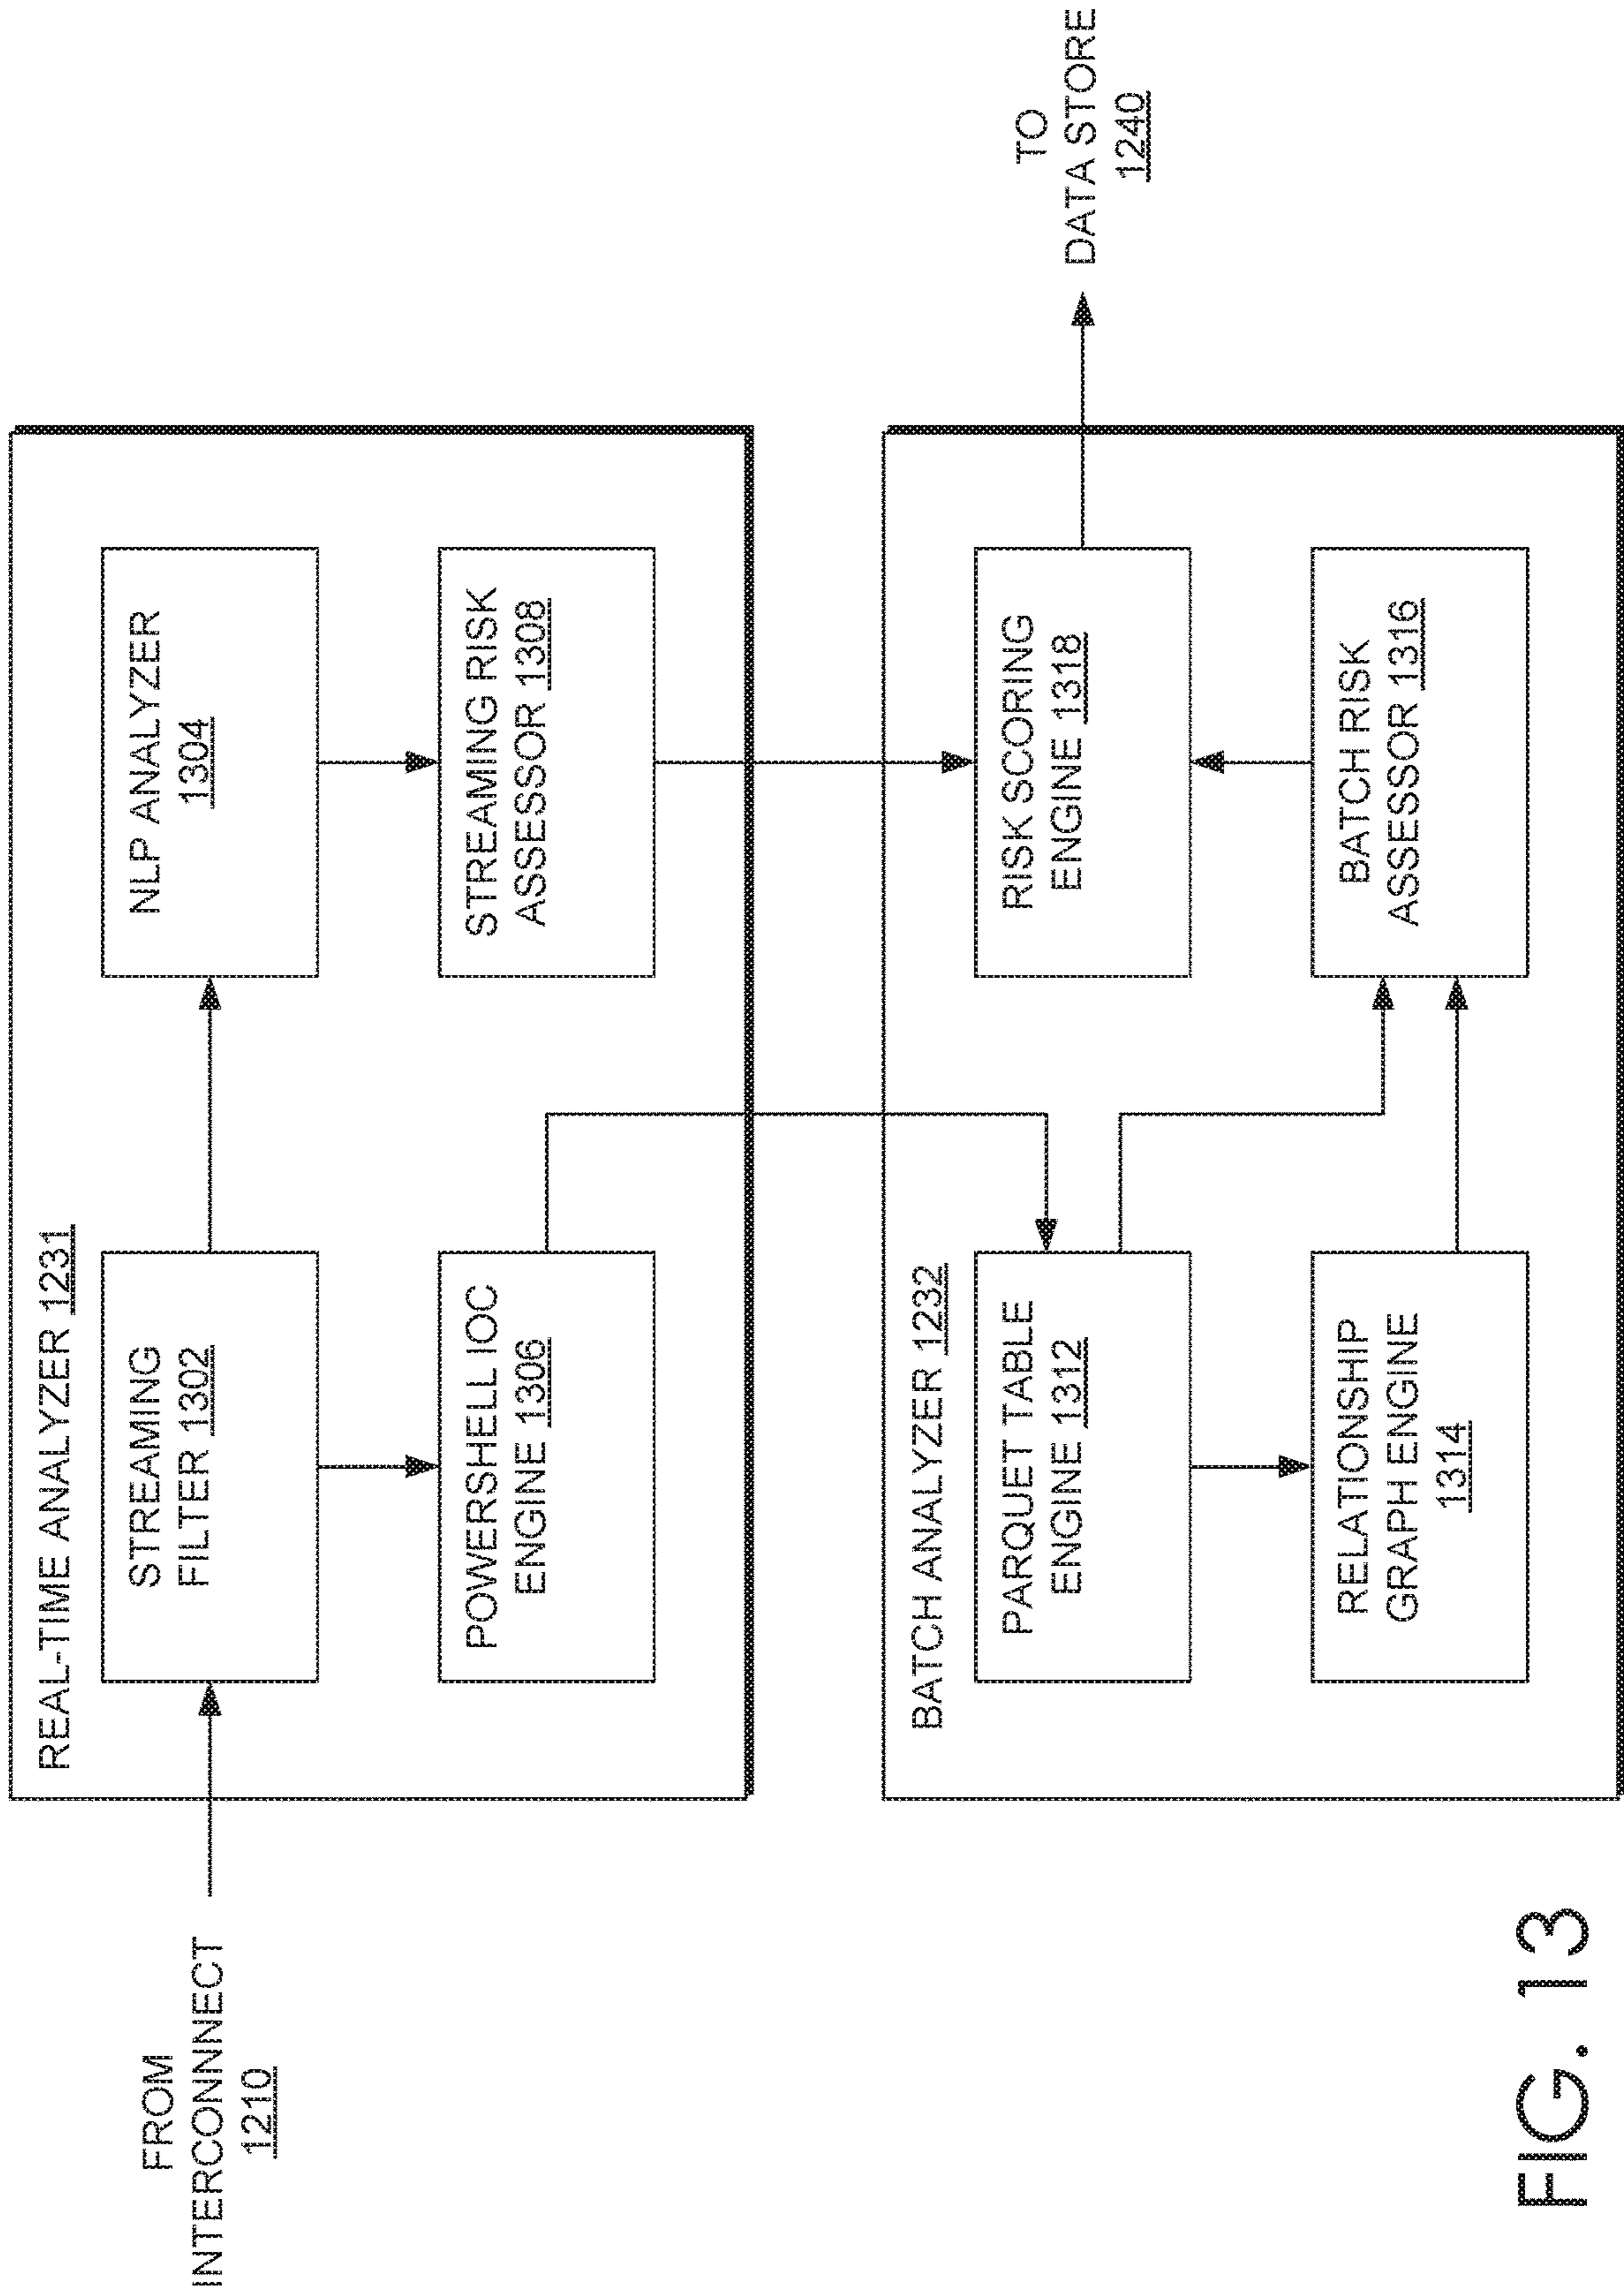 REAL-TIME ANALYZER 1231
FROM
INTERCONNECT
1210
STREAMING
FILTER 1302
NLP ANALYZER
1304
POWERSHELL IOC
ENGINE 1306
STREAMING RISK
ASSESSOR 1308
BATCH ANALYZER 1232
PARQUET TABLE
ENGINE 1312
RISK SCORING
ENGINE 1318
TO
DATA STORE
1240
RELATIONSHIP
GRAPH ENGINE
1314
BATCH RISK
ASSESSOR 1316
FIG. 13